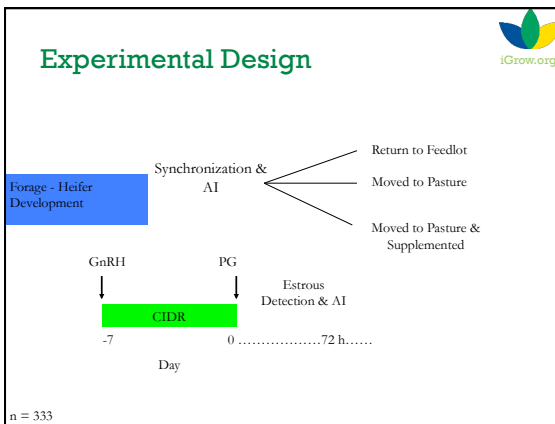 Experimental Design
iGrow.org
Return to Feedlot
Synchronization &
AI
Moved to Pasture
Forage - Heifer
Development
Moved to Pasture &
Supplemented
GnRH
PG
Estrous
Detection & AI
CIDR
-7
0 ………………72 h……
Day
n = 333